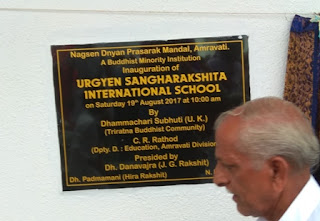 Nagsen Dnyan Prasarak Mandal, Amravati.
A Buddhist Minority Institution
Inauguration of
URGYEN SANGHARAKSHITA
INTERNATIONAL SCHOOL
on Saturday 19th August 2017 at 10:00 am
By
Dhammachari Subhuti (U. K.)
(Triratna Buddhist Community)
C. R. Rathod
(Dpty. D. : Education, Amravati Division)
Presided by
Dh. Danavajra (J. G. Rakshit)
Dh. Padmamani (Hira Rakshit) N.